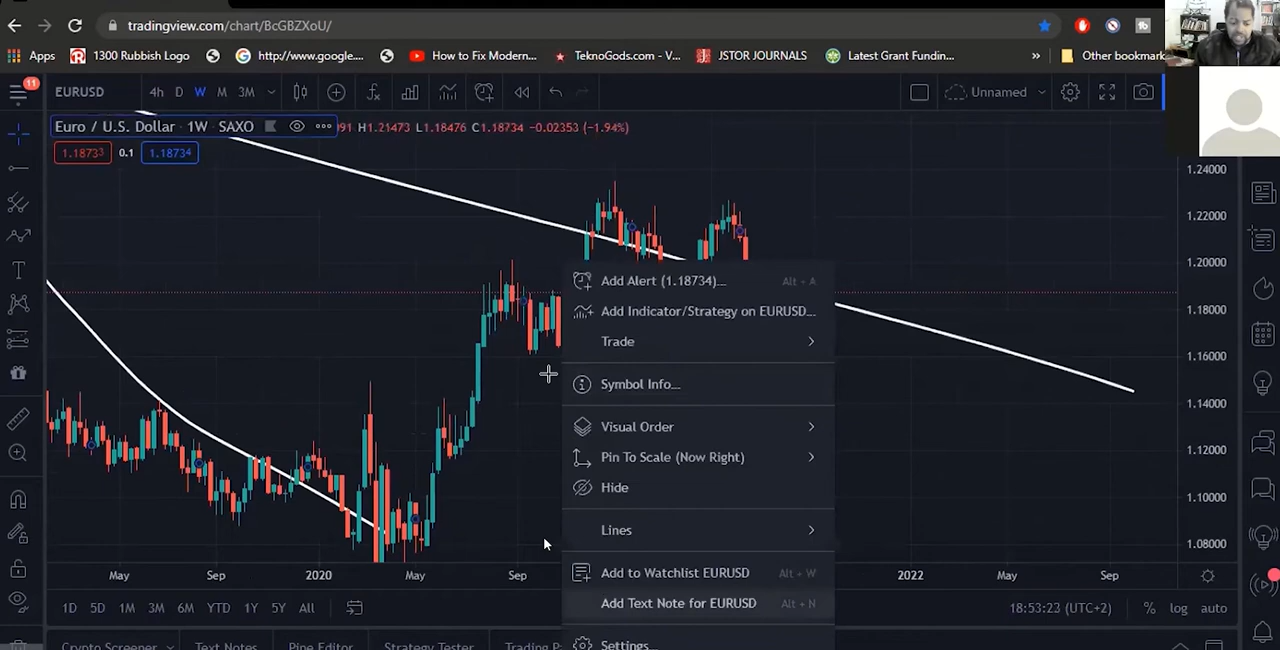 tradingview.com/chart/BcGBZXoU/
Apps 1300 Rubbish Logo http://www.google.... How to Fix Modern... TeknoGods.com - V... JSTOR JOURNALS Latest Grant Fundin... » Other bookmark
11
EURUSD 4h D W M 3M Unnamed
Euro / U.S. Dollar · 1W · SAXO 91 H1.21473 L1.18476 C1.18734 -0.02353 (-1.94%)
1.18733 0.1 1.18734
1.24000
1.22000
1.20000
1.18000
1.16000
1.14000
1.12000
1.10000
1.08000
Add Alert (1.18734)... Alt + A
Add Indicator/Strategy on EURUSD...
Trade
Symbol Info...
Visual Order
Pin To Scale (Now Right)
Hide
Lines
Add to Watchlist EURUSD Alt + W
Add Text Note for EURUSD Alt + N
Settings...
May Sep 2020 May Sep 2022 May Sep
1D 5D 1M 3M 6M YTD 1Y 5Y All 18:53:23 (UTC+2) % log auto
Crypto Screener Text Notes Pine Editor Strategy Tester Trading P